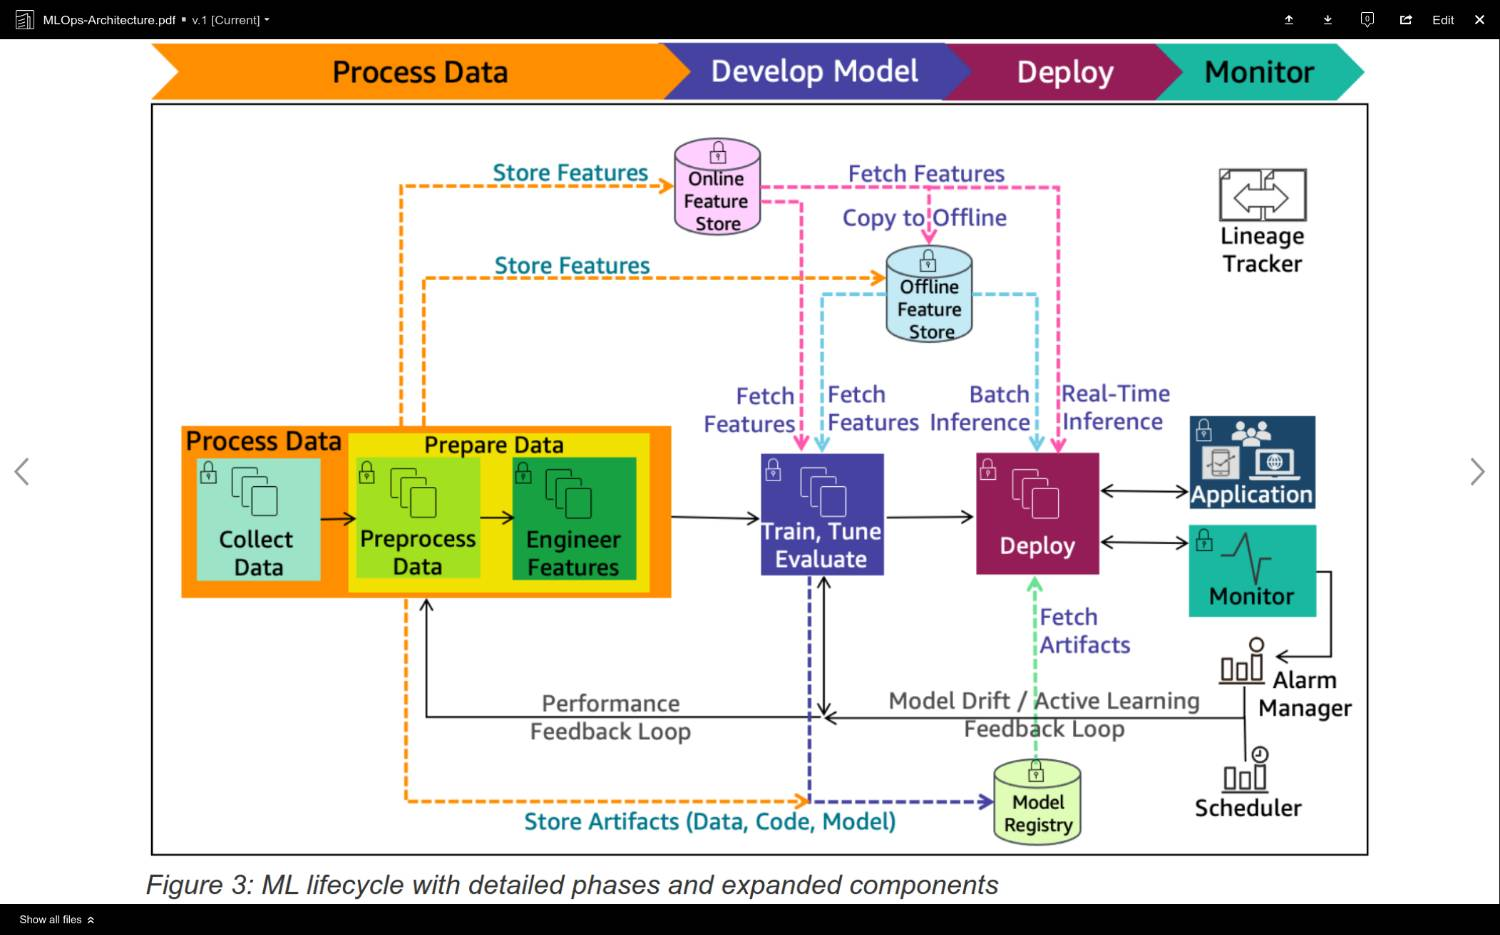 MLOps-Architecture.pdf ▪ v.1 [Current]
0
Edit
Process Data
Develop Model
Deploy
Monitor
Store Features
Online
Feature
Store
Fetch Features
Copy to Offline
Lineage
Tracker
Store Features
Offline
Feature
Store
Fetch
Features
Fetch
Features
Batch
Inference
Real-Time
Inference
Process Data
Prepare Data
Collect
Data
Preprocess
Data
Engineer
Features
Train, Tune
Evaluate
Deploy
Application
Monitor
Fetch
Artifacts
Alarm
Manager
Performance
Feedback Loop
Model Drift / Active Learning
Feedback Loop
Scheduler
Model
Registry
Store Artifacts (Data, Code, Model)
Figure 3: ML lifecycle with detailed phases and expanded components
Show all files